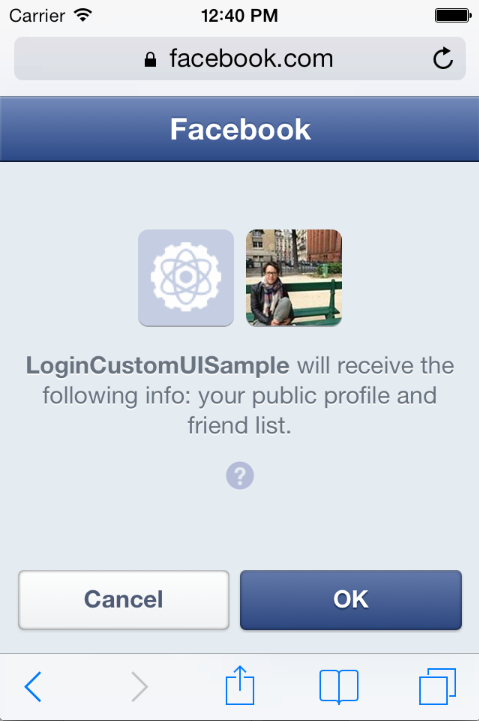 Carrier 12:40 PM
facebook.com
Facebook
LoginCustomUISample will receive the
following info: your public profile and
friend list.
?
Cancel OK